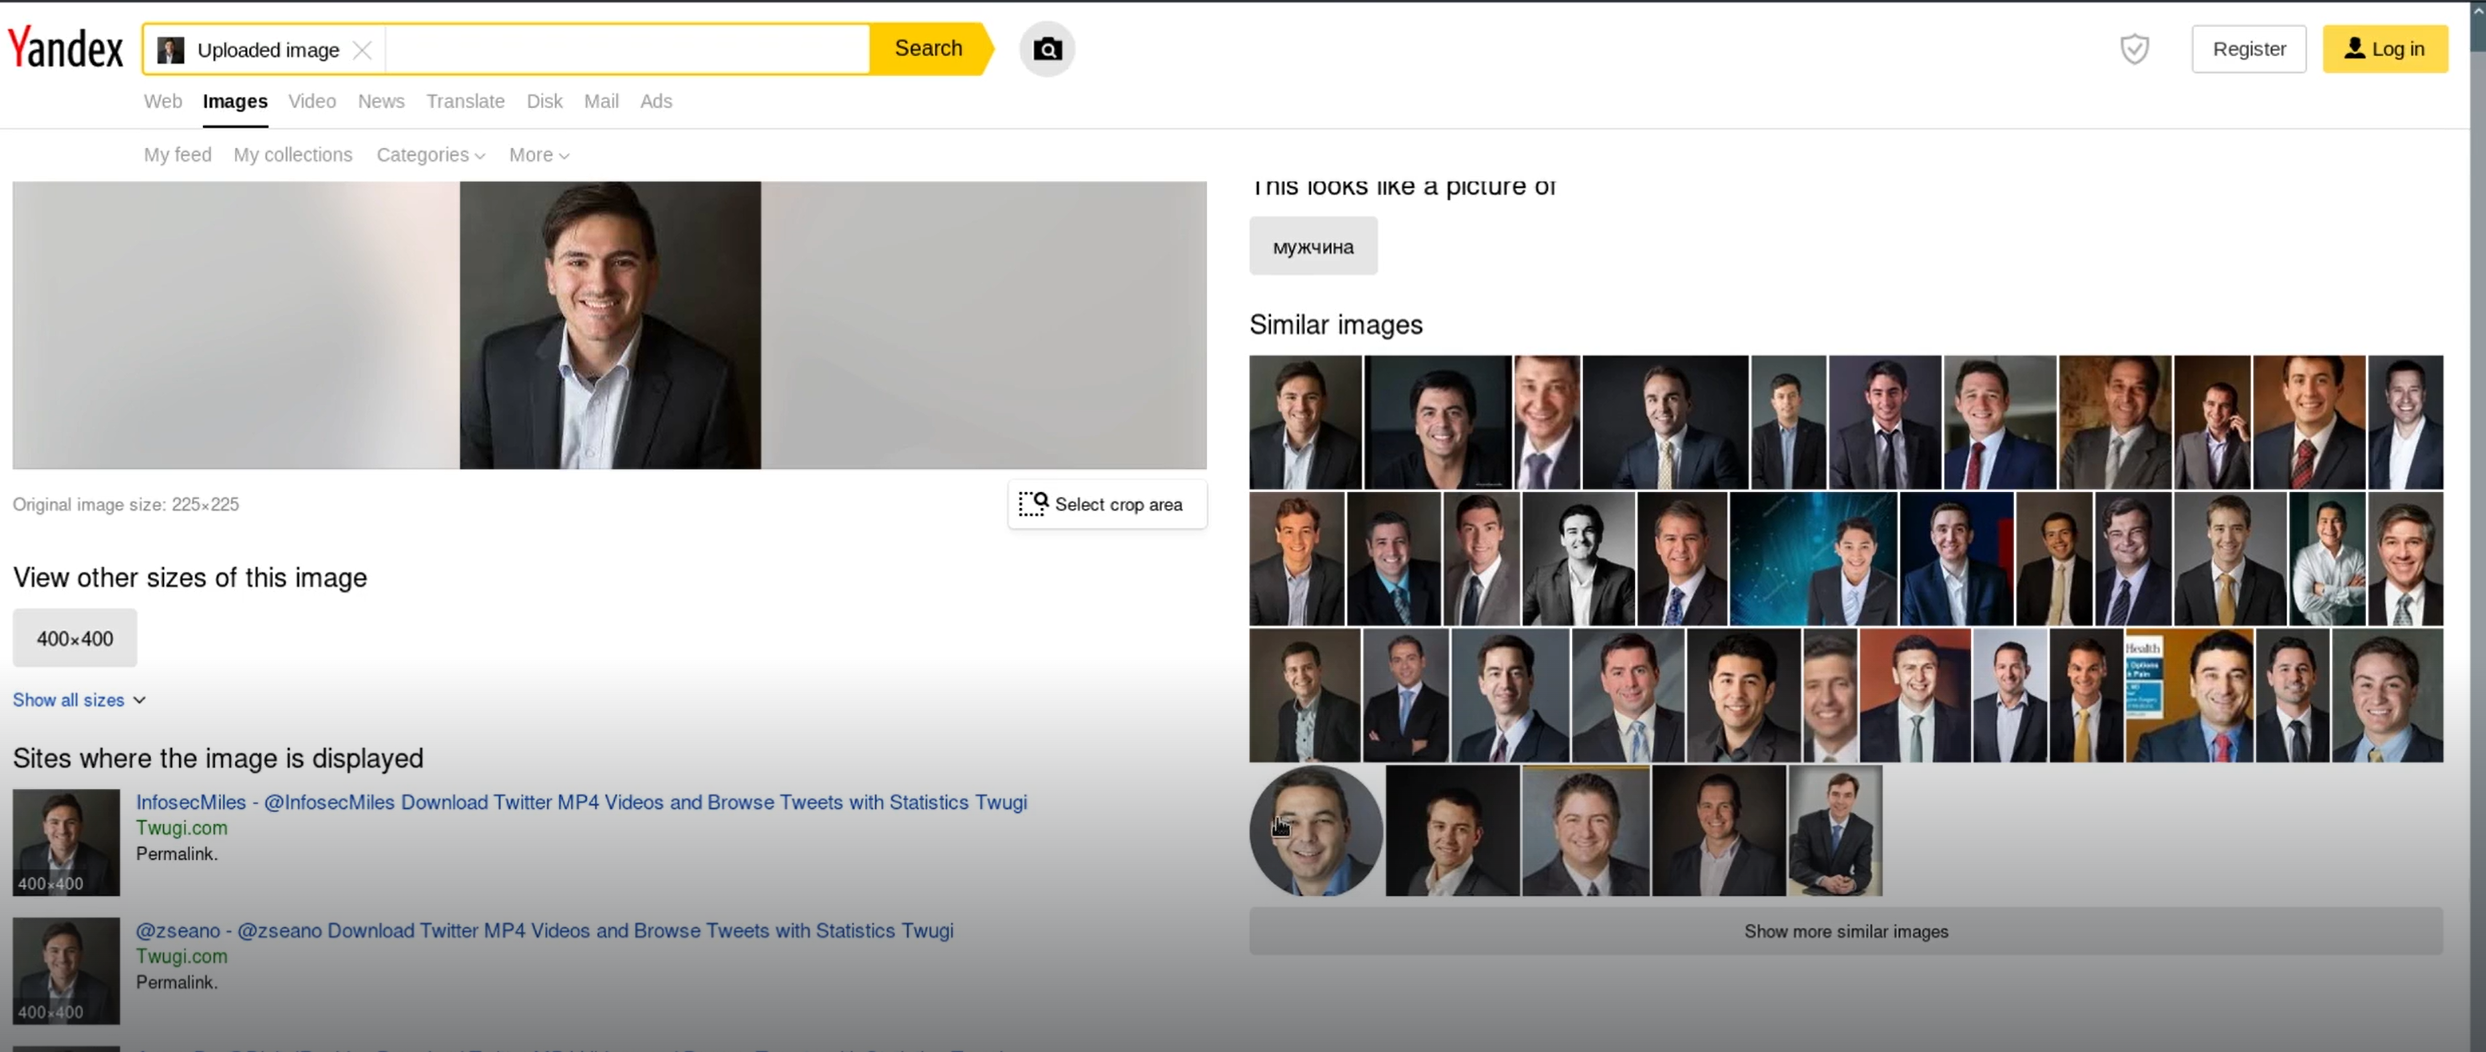 Yandex
Uploaded image
Search
Register
Log in
Web Images Video News Translate Disk Mail Ads
My feed My collections Categories More
This looks like a picture of
мужчина
Original image size: 225×225
Select crop area
View other sizes of this image
400×400
Show all sizes
Sites where the image is displayed
InfosecMiles - @InfosecMiles Download Twitter MP4 Videos and Browse Tweets with Statistics Twugi
Twugi.com
Permalink.
400×400
@zseano - @zseano Download Twitter MP4 Videos and Browse Tweets with Statistics Twugi
Twugi.com
Permalink.
400×400
Similar images
Health
Options
Pain
Show more similar images